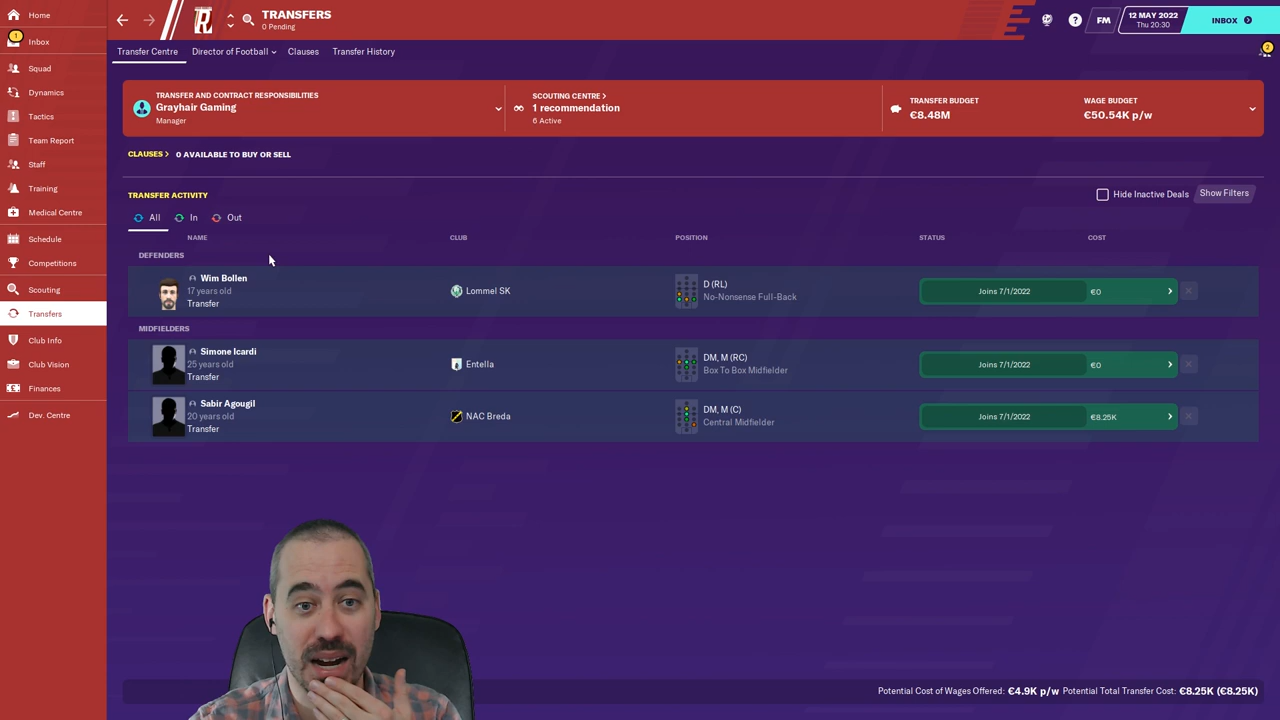 Home
1
Inbox
Squad
Dynamics
Tactics
Team Report
Staff
Training
Medical Centre
Schedule
Competitions
Scouting
Transfers
Club Info
Club Vision
Finances
Dev. Centre
TRANSFERS
0 Pending
?
FM
12 MAY 2022
Thu 20:30
INBOX
Transfer Centre
Director of Football
Clauses
Transfer History
2
TRANSFER AND CONTRACT RESPONSIBILITIES
Grayhair Gaming
Manager
SCOUTING CENTRE >
1 recommendation
6 Active
TRANSFER BUDGET
€8.48M
WAGE BUDGET
€50.54K p/w
CLAUSES > 0 AVAILABLE TO BUY OR SELL
TRANSFER ACTIVITY
Hide Inactive Deals
Show Filters
All
In
Out
NAME CLUB POSITION STATUS COST
DEFENDERS
Wim Bollen
17 years old
Transfer
Lommel SK
D (RL)
No-Nonsense Full-Back
Joins 7/1/2022
€0
MIDFIELDERS
Simone Icardi
25 years old
Transfer
Entella
DM, M (RC)
Box To Box Midfielder
Joins 7/1/2022
€0
Sabir Agougil
20 years old
Transfer
NAC Breda
DM, M (C)
Central Midfielder
Joins 7/1/2022
€8.25K
Potential Cost of Wages Offered: €4.9K p/w Potential Total Transfer Cost: €8.25K (€8.25K)